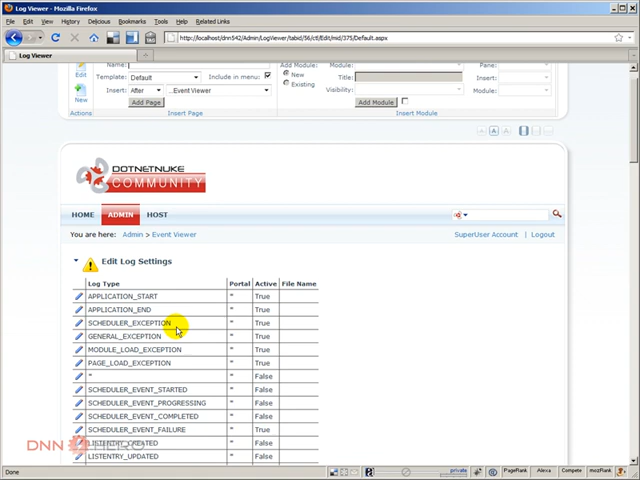 Log Viewer - Mozilla Firefox
File Edit View History Delicious Bookmarks Tools Help Related Links
http://localhost/dnn542/Admin/LogViewer/tabid/56/ctl/Edit/mid/375/Default.aspx
Log Viewer
Name:
Add Module:
Module:
Pane:
Edit
Template: Default
Include in menu:
New
Title:
Insert:
Insert: After ...Event Viewer
Existing
Visibility:
Module:
New
Add Page
Add Module
Actions
Insert Page
Insert Module
A
DOTNETNUKE
COMMUNITY
HOME ADMIN HOST
You are here: Admin > Event Viewer
SuperUser Account | Logout
Edit Log Settings
Log Type Portal Active File Name
APPLICATION_START * True
APPLICATION_END * True
SCHEDULER_EXCEPTION * True
GENERAL_EXCEPTION * True
MODULE_LOAD_EXCEPTION * True
PAGE_LOAD_EXCEPTION * True
* * False
SCHEDULER_EVENT_STARTED * False
SCHEDULER_EVENT_PROGRESSING * False
SCHEDULER_EVENT_COMPLETED * False
SCHEDULER_EVENT_FAILURE * True
LISTENTRY_CREATED * False
LISTENTRY_UPDATED * False
DNN HERO
Done
private
PageRank Alexa Compete mozRank